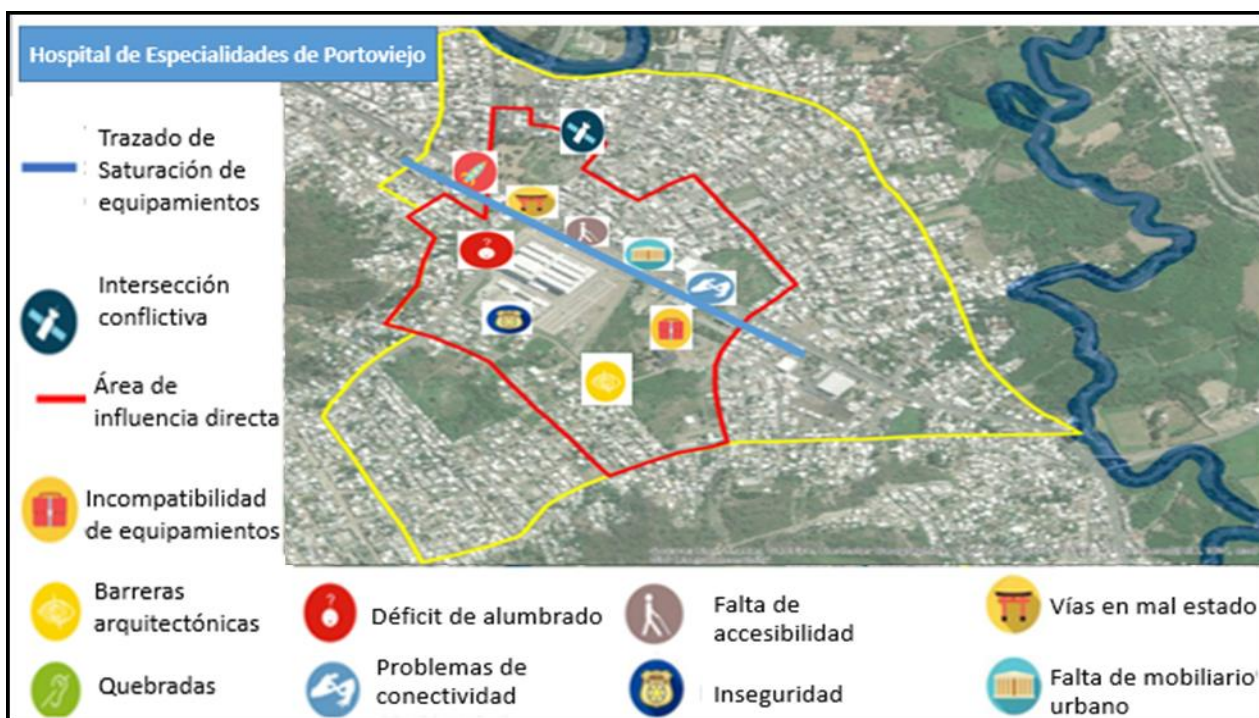 Hospital de Especialidades de Portoviejo
Trazado de
Saturación de
equipamientos
Intersección
conflictiva
Área de
influencia directa
Incompatibilidad
de equipamientos
Barreras
arquitectónicas
Quebradas
Déficit de alumbrado
Problemas de
conectividad
Falta de
accesibilidad
Inseguridad
Vías en mal estado
Falta de mobiliario
urbano